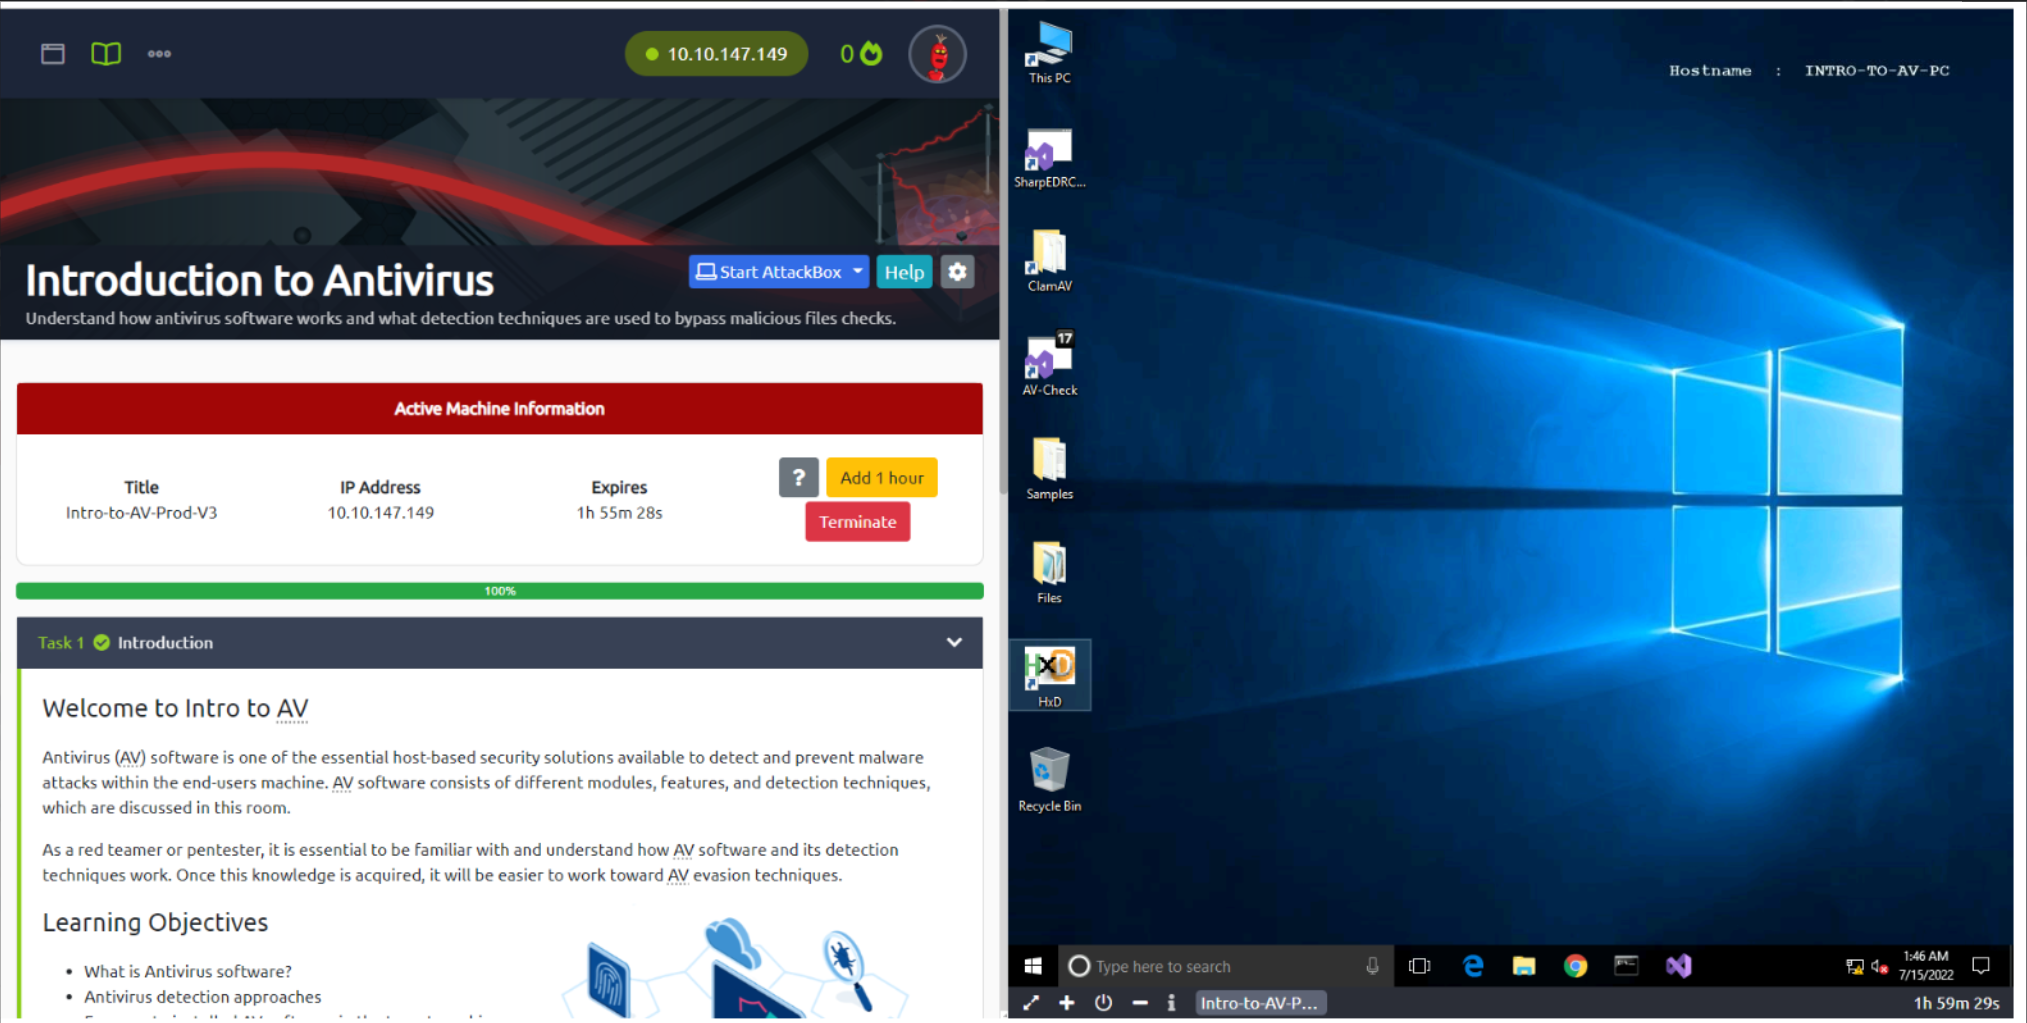 10.10.147.149
0
Introduction to Antivirus
Start AttackBox
Help
Understand how antivirus software works and what detection techniques are used to bypass malicious files checks.
Active Machine Information
Title
IP Address
Expires
?
Add 1 hour
Intro-to-AV-Prod-V3
10.10.147.149
1h 55m 28s
Terminate
100%
Task 1
Introduction
Welcome to Intro to AV
Antivirus (AV) software is one of the essential host-based security solutions available to detect and prevent malware
attacks within the end-users machine. AV software consists of different modules, features, and detection techniques,
which are discussed in this room.
As a red teamer or pentester, it is essential to be familiar with and understand how AV software and its detection
techniques work. Once this knowledge is acquired, it will be easier to work toward AV evasion techniques.
Learning Objectives
• What is Antivirus software?
• Antivirus detection approaches
This PC
Hostname : INTRO-TO-AV-PC
SharpEDRC...
ClamAV
17
AV-Check
Samples
Files
HxD
HxD
Recycle Bin
Type here to search
1:46 AM
7/15/2022
Intro-to-AV-P...
1h 59m 29s